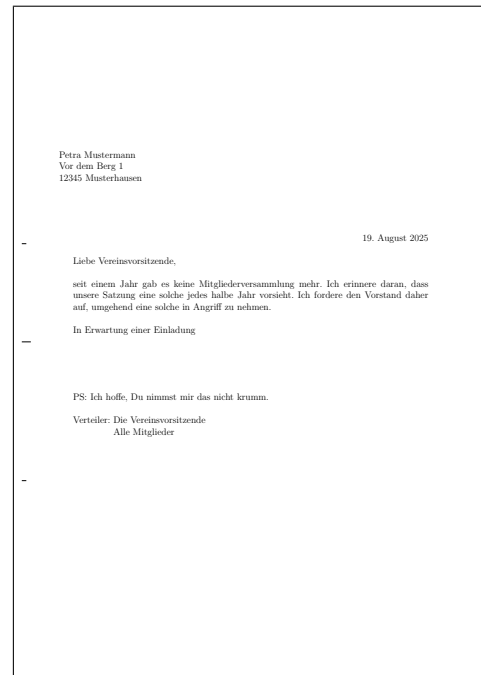 Petra Mustermann
Vor dem Berg 1
12345 Musterhausen
19. August 2025
Liebe Vereinsvorsitzende,
seit einem Jahr gab es keine Mitgliederversammlung mehr. Ich erinnere daran, dass
unsere Satzung eine solche jedes halbe Jahr vorsieht. Ich fordere den Vorstand daher
auf, umgehend eine solche in Angriff zu nehmen.
In Erwartung einer Einladung
PS: Ich hoffe, Du nimmst mir das nicht krumm.
Verteiler: Die Vereinsvorsitzende
Alle Mitglieder